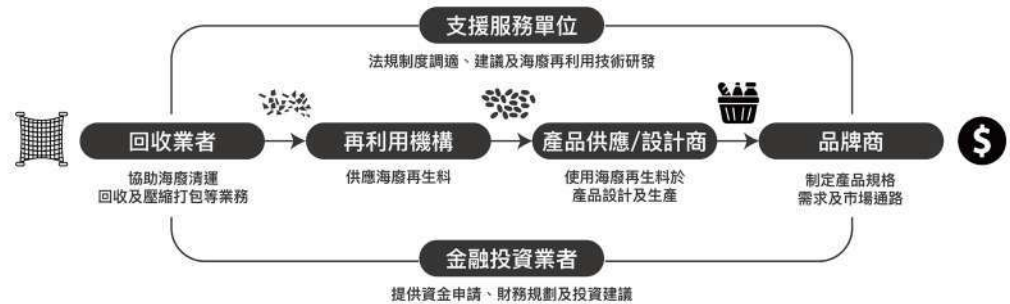 支援服務單位
法規制度調適、建議及海廢再利用技術研發
回收業者
協助海廢清運
回收及壓縮打包等業務
再利用機構
供應海廢再生料
產品供應/設計商
使用海廢再生料於
產品設計及生產
品牌商
制定產品規格
需求及市場通路
$
金融投資業者
提供資金申請、財務規劃及投資建議